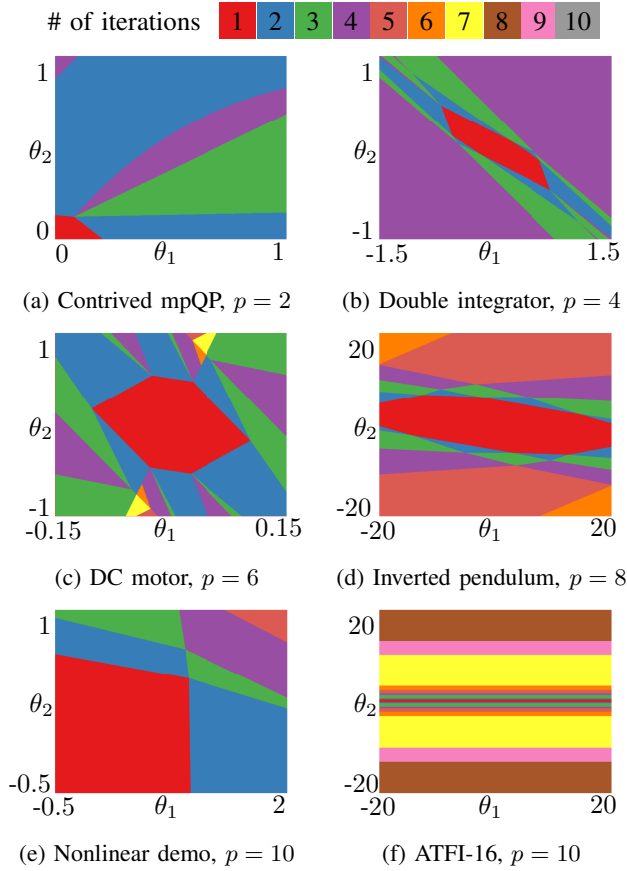 # of iterations 1 2 3 4 5 6 7 8 9 10
1 θ2 0 0 θ1 1
1 θ2 -1 -1.5 θ1 1.5
(a) Contrived mpQP, p = 2 (b) Double integrator, p = 4
1 θ2 -1 -0.15 θ1 0.15
20 θ2 -20 -20 θ1 20
(c) DC motor, p = 6 (d) Inverted pendulum, p = 8
1 θ2 -0.5 -0.5 θ1 2
20 θ2 -20 -20 θ1 20
(e) Nonlinear demo, p = 10 (f) ATFI-16, p = 10